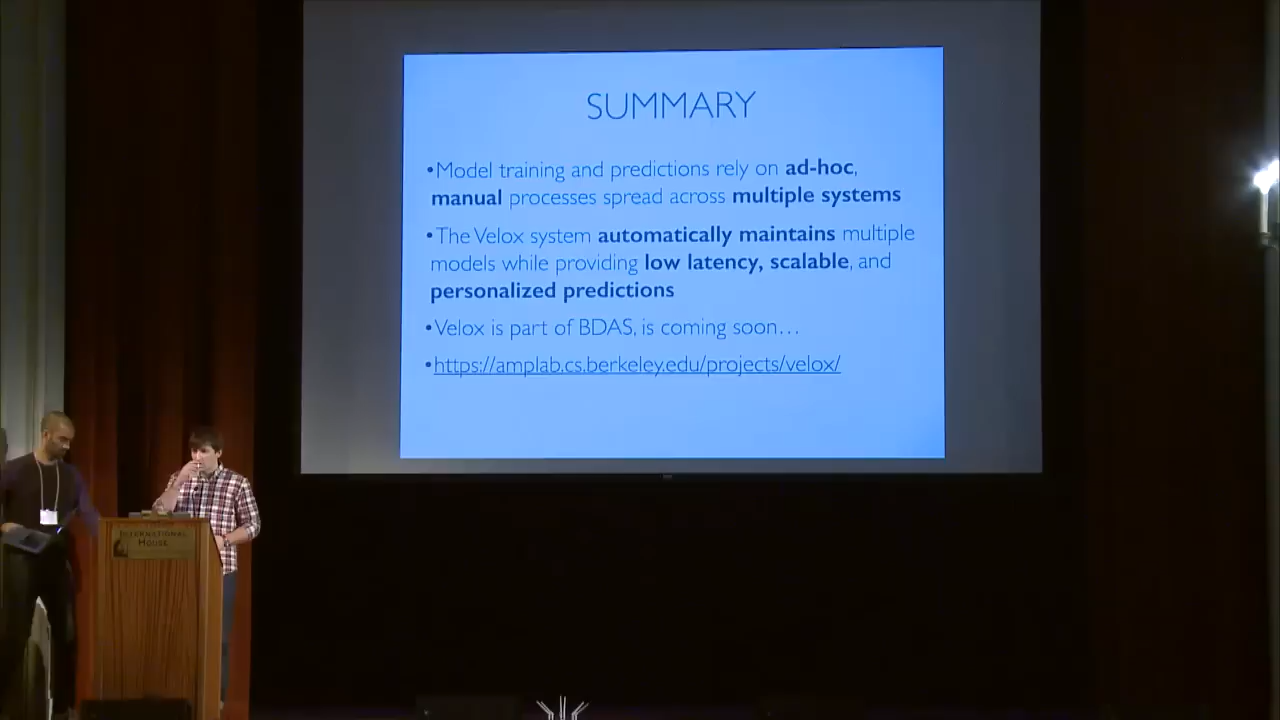 SUMMARY
•Model training and predictions rely on ad-hoc,
manual processes spread across multiple systems
•The Velox system automatically maintains multiple
models while providing low latency, scalable, and
personalized predictions
•Velox is part of BDAS, is coming soon…
•https://amplab.cs.berkeley.edu/projects/velox/
INTERNATIONAL
HOUSE